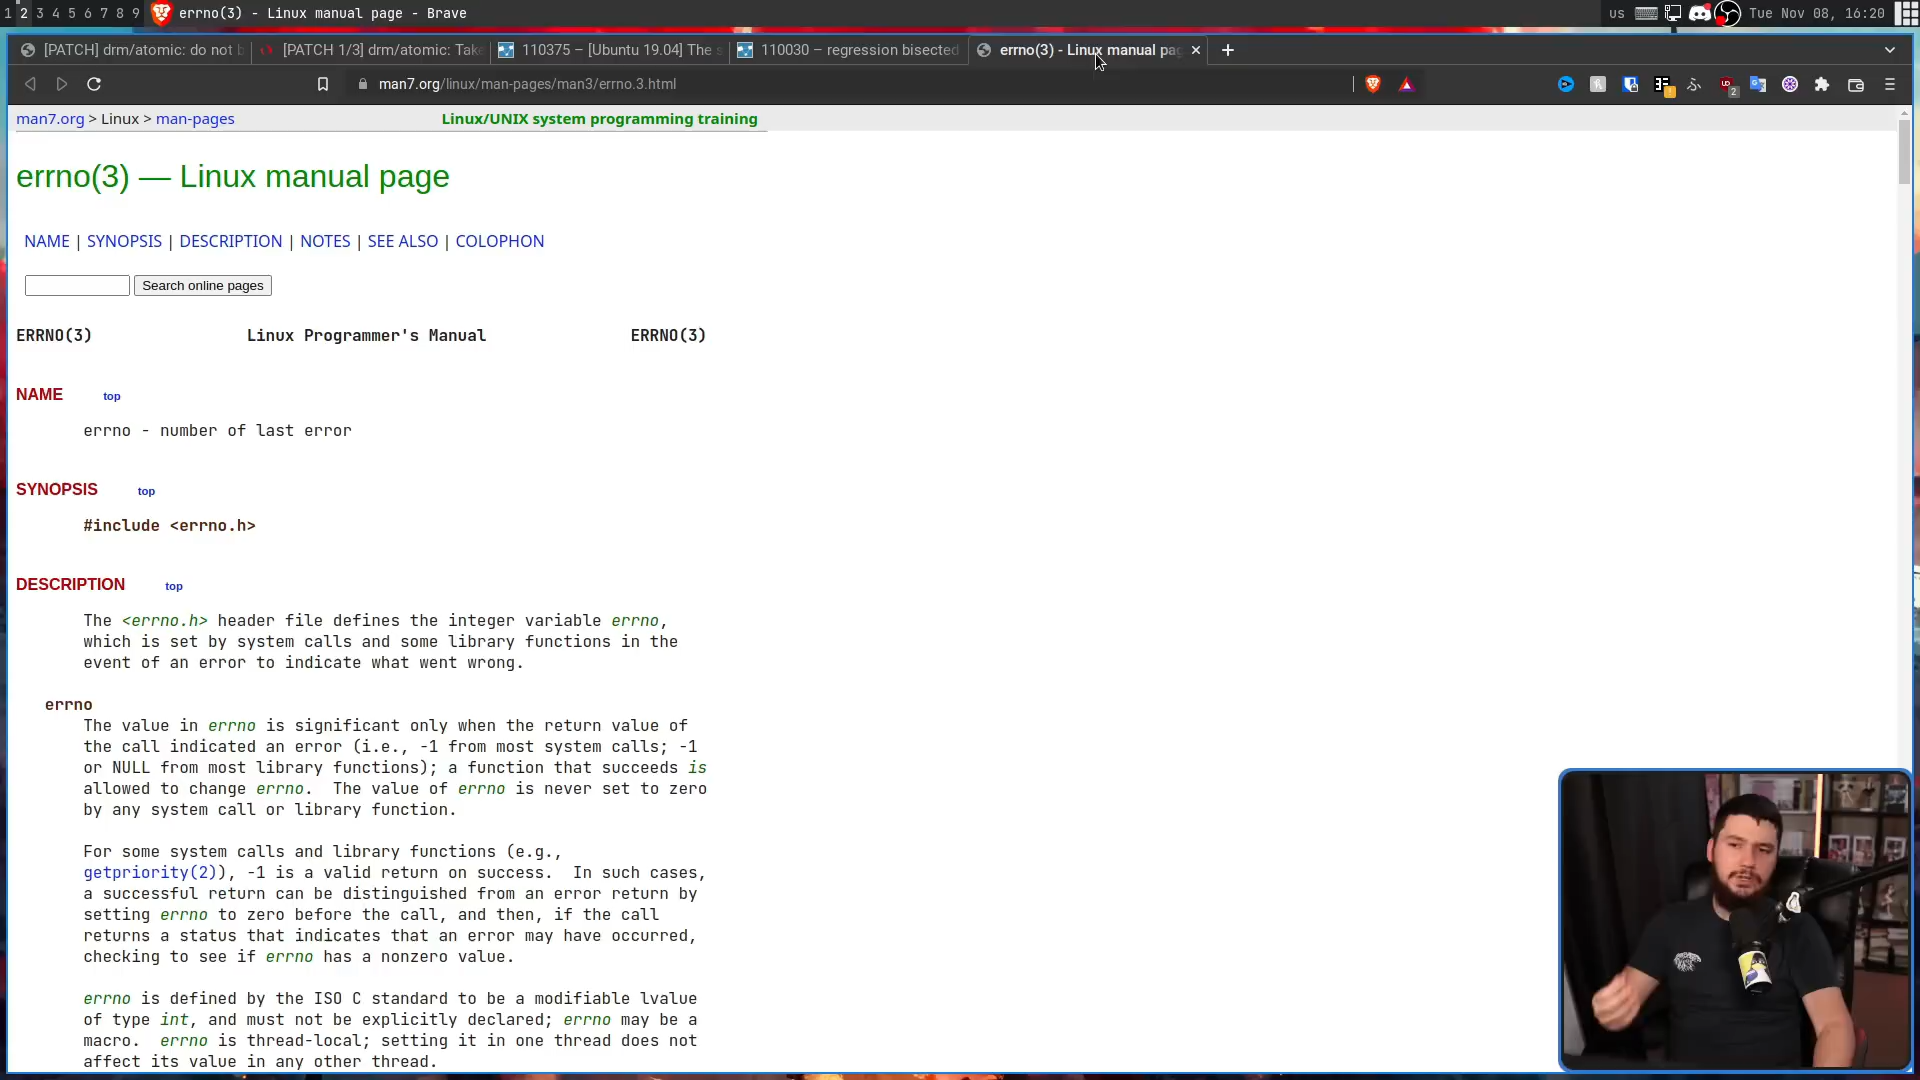 1 2 3 4 5 6 7 8 9 errno(3) - Linux manual page - Brave
us Tue Nov 08, 16:20
[PATCH] drm/atomic: do not b
[PATCH 1/3] drm/atomic: Take
110375 – [Ubuntu 19.04] The s
110030 – regression bisected
errno(3) - Linux manual pag
man7.org/linux/man-pages/man3/errno.3.html
man7.org > Linux > man-pages
Linux/UNIX system programming training
errno(3) — Linux manual page
NAME | SYNOPSIS | DESCRIPTION | NOTES | SEE ALSO | COLOPHON
Search online pages
ERRNO(3) Linux Programmer's Manual ERRNO(3)
NAME top
errno - number of last error
SYNOPSIS top
#include <errno.h>
DESCRIPTION top
The <errno.h> header file defines the integer variable errno,
which is set by system calls and some library functions in the
event of an error to indicate what went wrong.
errno
The value in errno is significant only when the return value of
the call indicated an error (i.e., -1 from most system calls; -1
or NULL from most library functions); a function that succeeds is
allowed to change errno. The value of errno is never set to zero
by any system call or library function.
For some system calls and library functions (e.g.,
getpriority(2)), -1 is a valid return on success. In such cases,
a successful return can be distinguished from an error return by
setting errno to zero before the call, and then, if the call
returns a status that indicates that an error may have occurred,
checking to see if errno has a nonzero value.
errno is defined by the ISO C standard to be a modifiable lvalue
of type int, and must not be explicitly declared; errno may be a
macro. errno is thread-local; setting it in one thread does not
affect its value in any other thread.